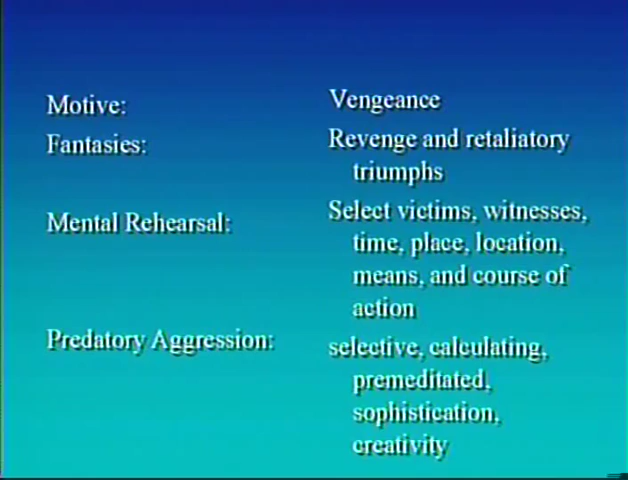 Motive: Vengeance
Fantasies: Revenge and retaliatory
triumphs
Mental Rehearsal: Select victims, witnesses,
time, place, location,
means, and course of
action
Predatory Aggression: selective, calculating,
premeditated,
sophistication,
creativity